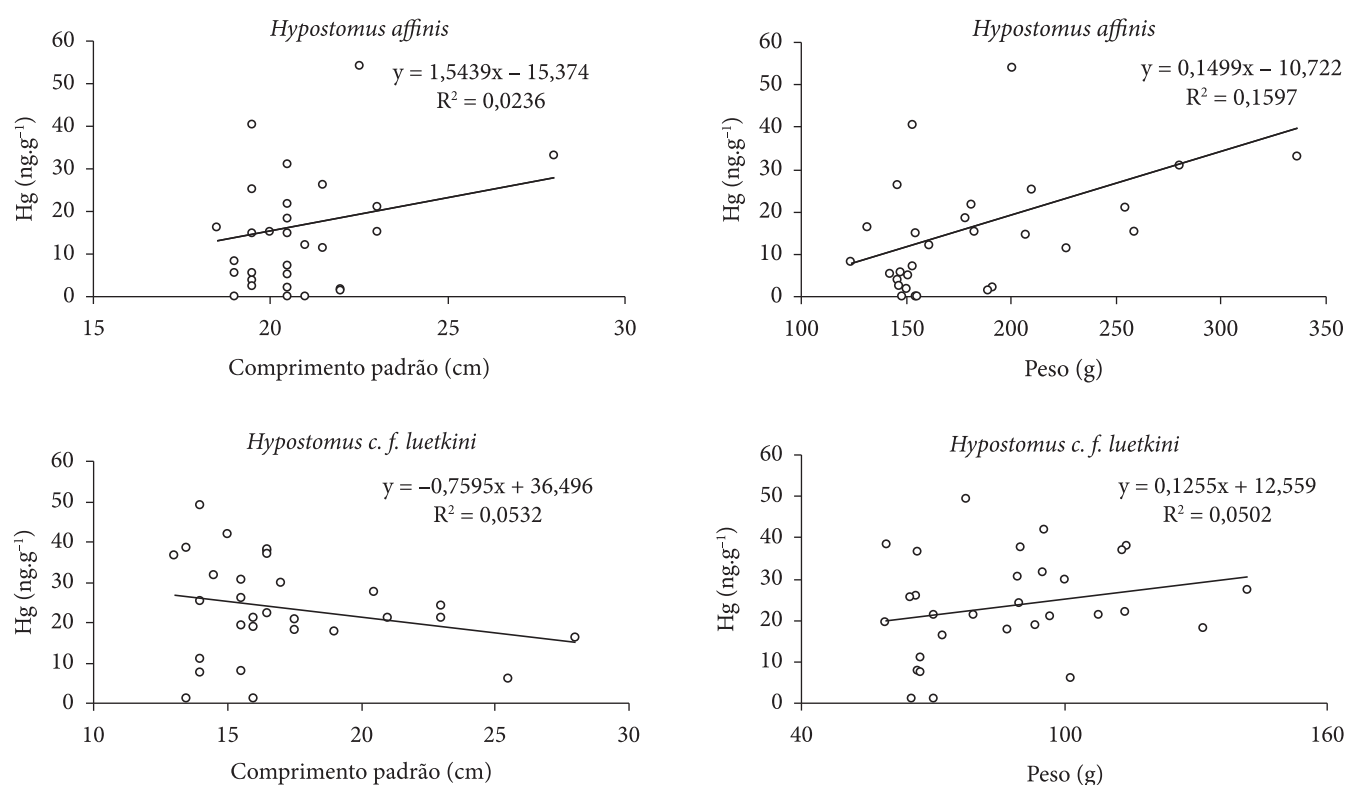 Hypostomus affinis
y = 1,5439x – 15,374
R² = 0,0236
Hg (ng.g⁻¹)
60
50
40
30
20
10
0
15 20 25 30
Comprimento padrão (cm)
Hypostomus affinis
y = 0,1499x – 10,722
R² = 0,1597
Hg (ng.g⁻¹)
60
50
40
30
20
10
0
100 150 200 250 300 350
Peso (g)
Hypostomus c. f. luetkini
y = –0,7595x + 36,496
R² = 0,0532
Hg (ng.g⁻¹)
60
50
40
30
20
10
0
10 15 20 25 30
Comprimento padrão (cm)
Hypostomus c. f. luetkini
y = 0,1255x + 12,559
R² = 0,0502
Hg (ng.g⁻¹)
60
50
40
30
20
10
0
40 100 160
Peso (g)